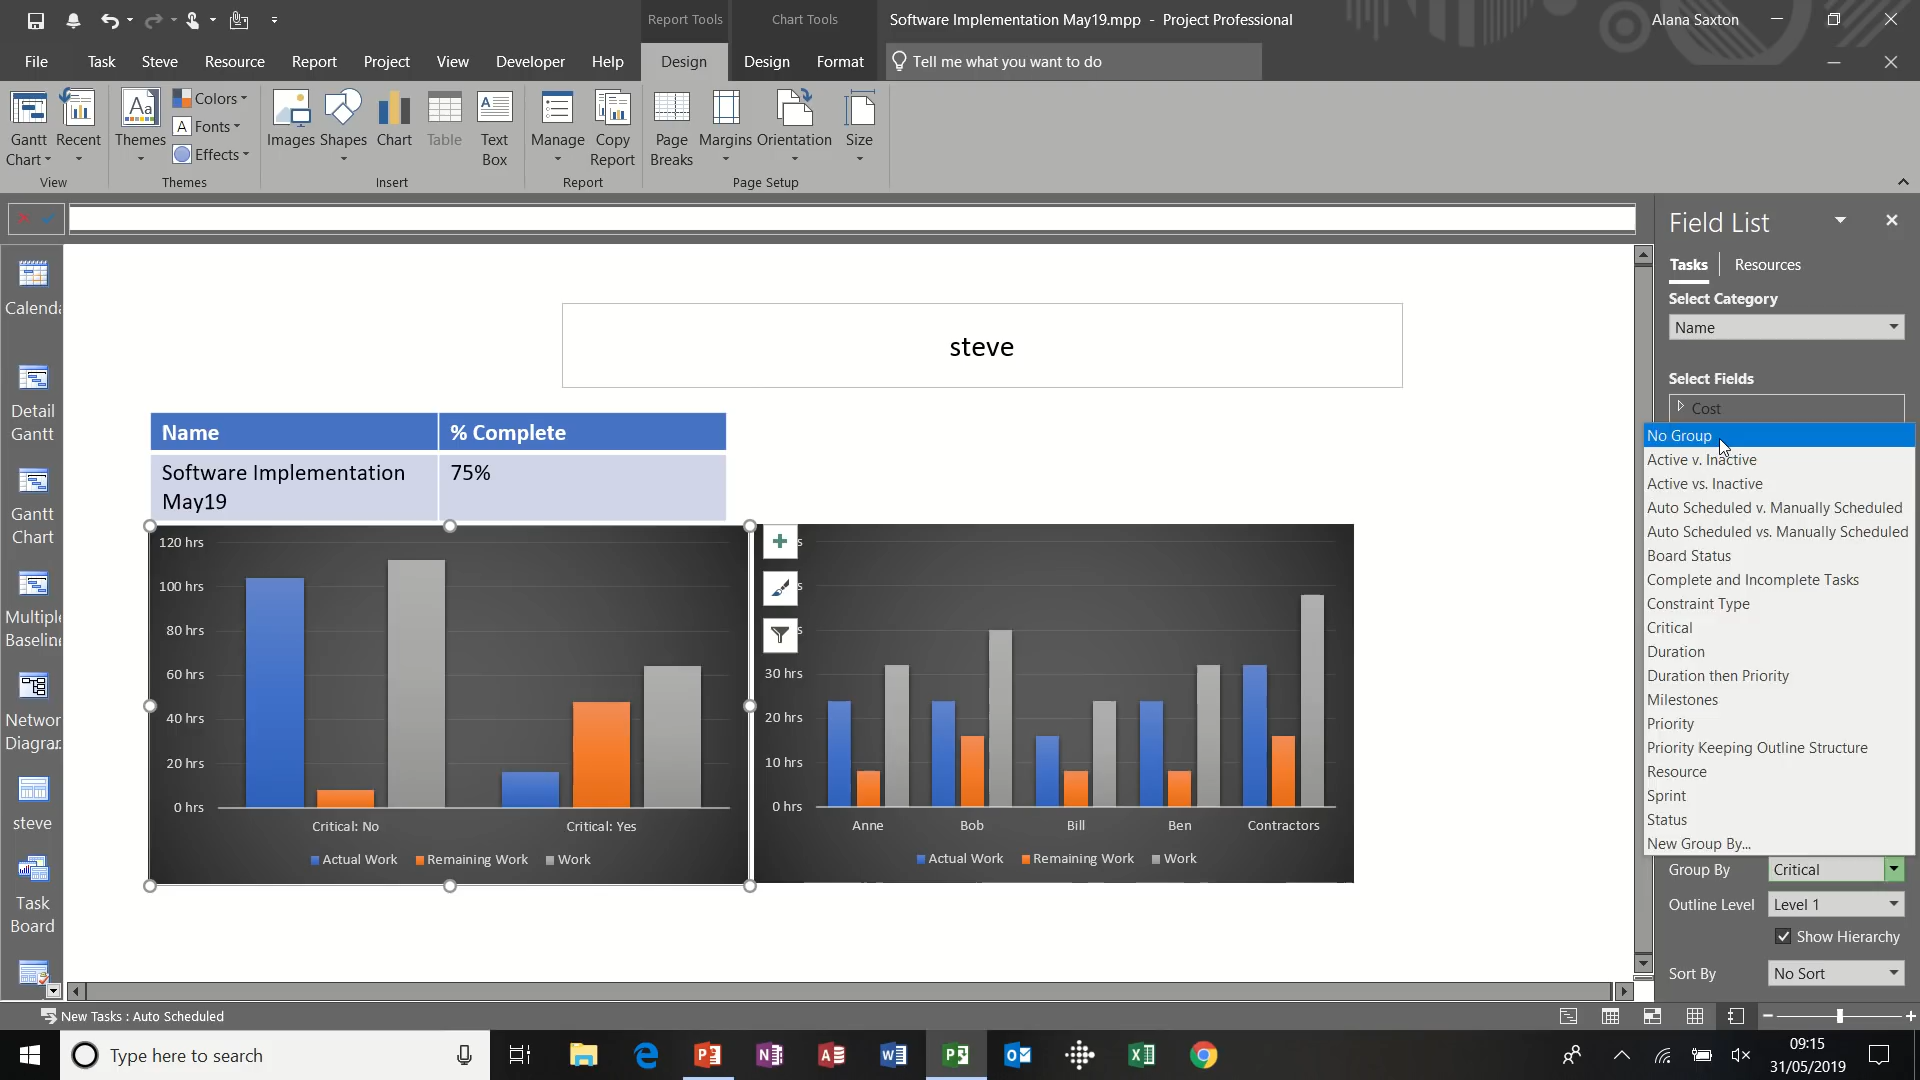 Report Tools
Chart Tools
Software Implementation May19.mpp - Project Professional
Alana Saxton
File
Task
Steve
Resource
Report
Project
View
Developer
Help
Design
Design
Format
Tell me what you want to do
Gantt
Chart
Recent
View
Themes
Colors
Fonts
Effects
Themes
Images
Shapes
Chart
Table
Text
Box
Insert
Manage
Copy
Report
Report
Page
Breaks
Margins
Orientation
Size
Page Setup
Calenda
Detail
Gantt
Gantt
Chart
Multiple
Baseline
Networ
Diagram
steve
Task
Board
steve
Name
% Complete
Software Implementation
May19
75%
120 hrs
100 hrs
80 hrs
60 hrs
40 hrs
20 hrs
0 hrs
Critical: No
Critical: Yes
Actual Work
Remaining Work
Work
s
s
s
30 hrs
20 hrs
10 hrs
0 hrs
Anne
Bob
Bill
Ben
Contractors
Actual Work
Remaining Work
Work
Field List
Tasks
Resources
Select Category
Name
Select Fields
Cost
No Group
Active v. Inactive
Active vs. Inactive
Auto Scheduled v. Manually Scheduled
Auto Scheduled vs. Manually Scheduled
Board Status
Complete and Incomplete Tasks
Constraint Type
Critical
Duration
Duration then Priority
Milestones
Priority
Priority Keeping Outline Structure
Resource
Sprint
Status
New Group By...
Group By
Critical
Outline Level
Level 1
Show Hierarchy
Sort By
No Sort
New Tasks : Auto Scheduled
Type here to search
09:15
31/05/2019